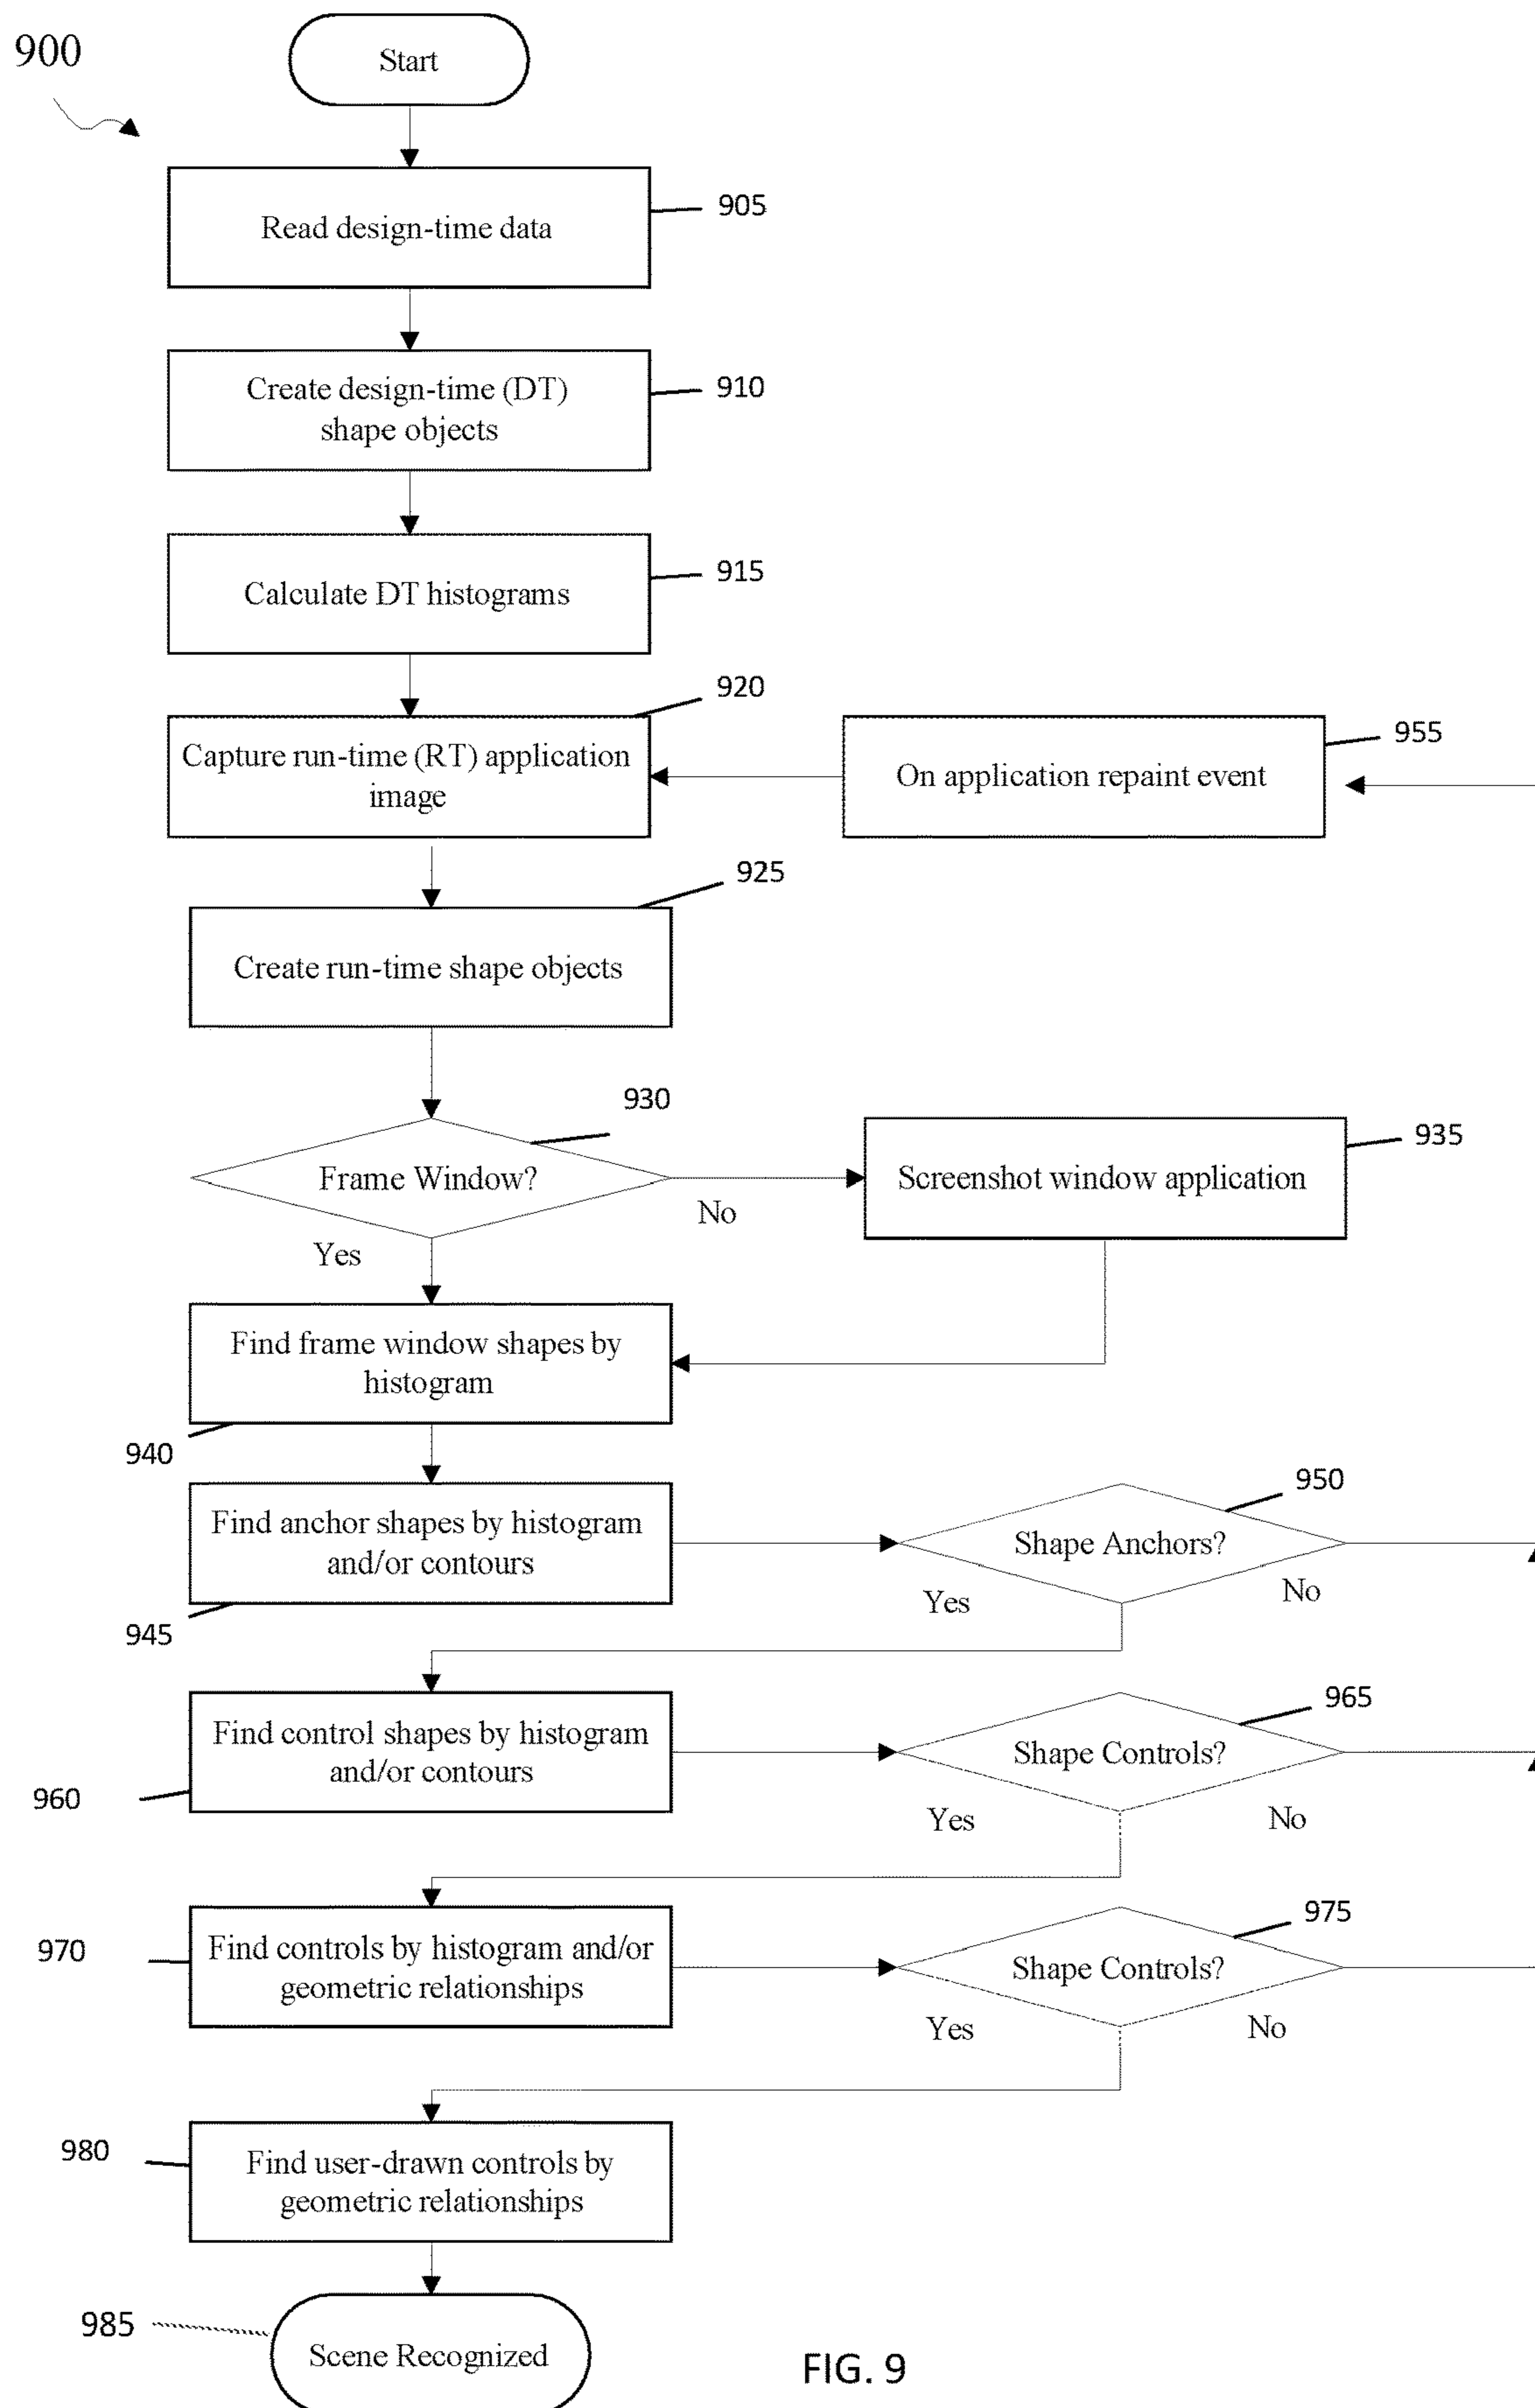 900
Start
Read design-time data
905
Create design-time (DT)
shape objects
910
Calculate DT histograms
915
920
Capture run-time (RT) application
image
On application repaint event
955
925
Create run-time shape objects
930
Frame Window?
No
Yes
Screenshot window application
935
Find frame window shapes by
histogram
940
Find anchor shapes by histogram
and/or contours
945
950
Shape Anchors?
Yes
No
Find control shapes by histogram
and/or contours
960
965
Shape Controls?
Yes
No
970
Find controls by histogram and/or
geometric relationships
975
Shape Controls?
Yes
No
980
Find user-drawn controls by
geometric relationships
985
Scene Recognized
FIG. 9